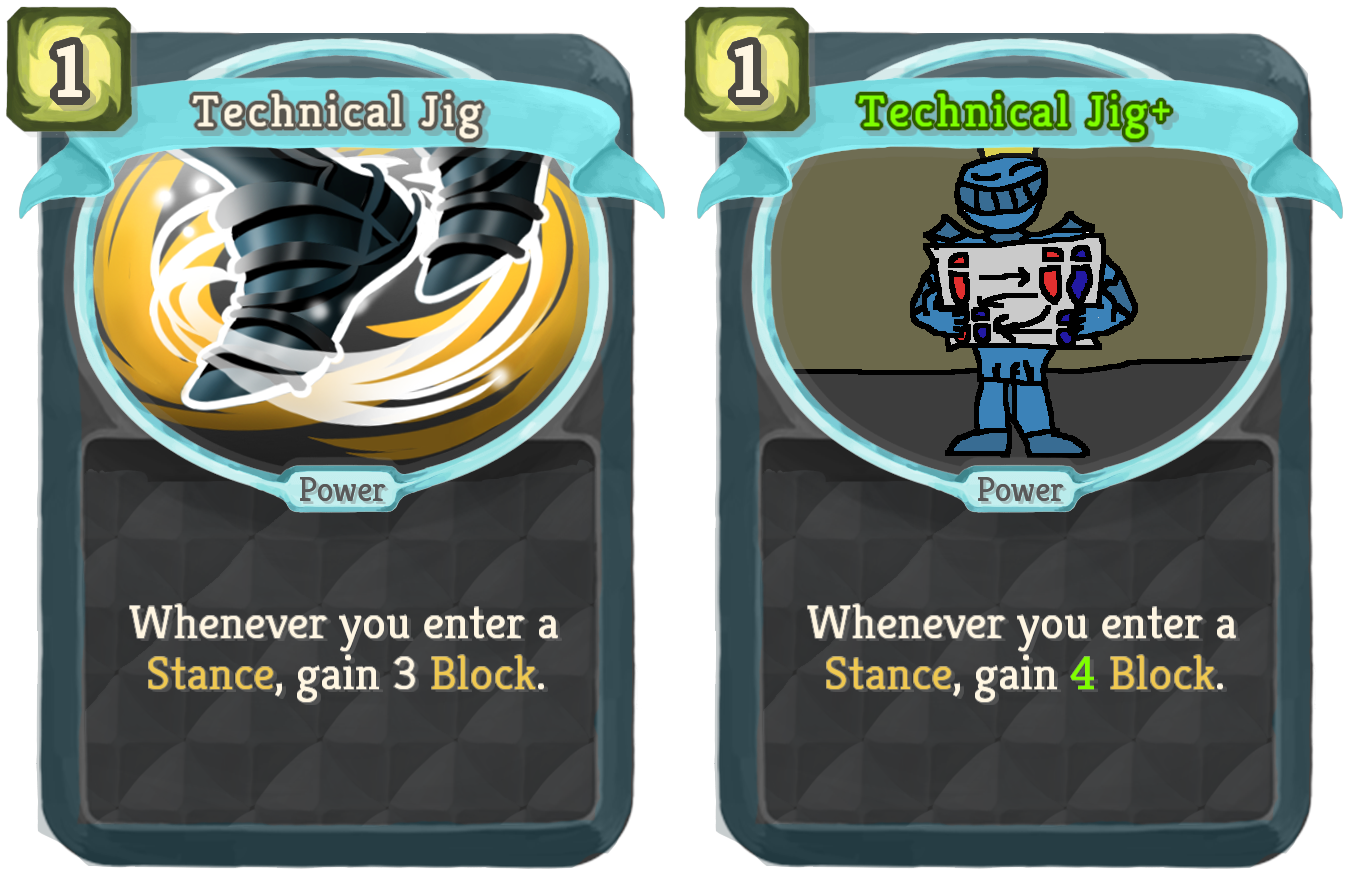 1
Technical Jig
Power
Whenever you enter a
Stance, gain 3 Block.
1
Technical Jig+
Power
Whenever you enter a
Stance, gain 4 Block.